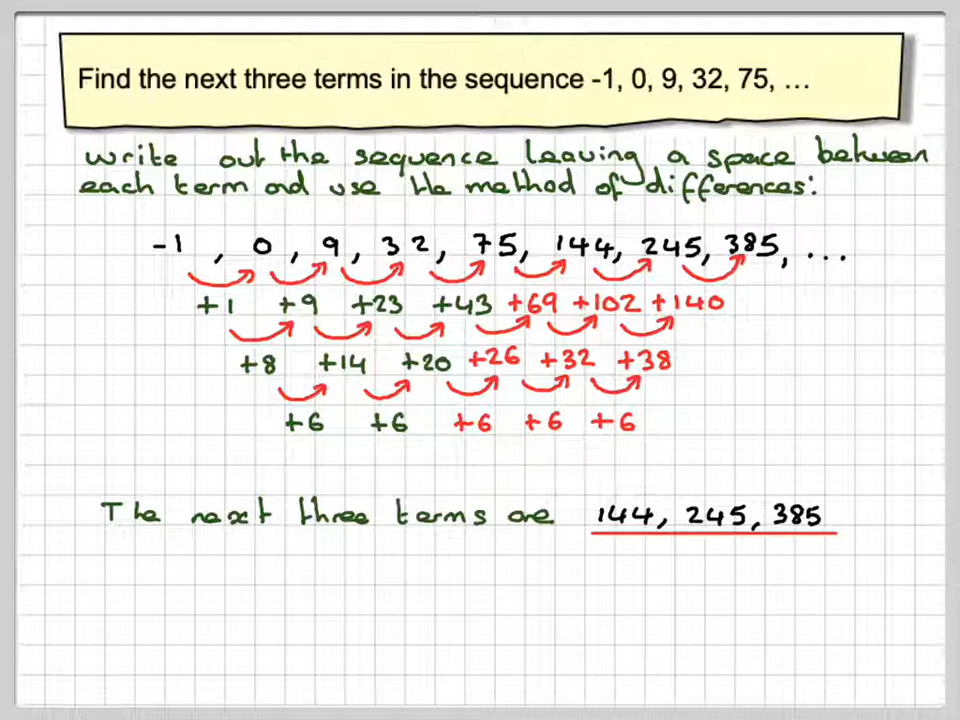 Find the next three terms in the sequence -1, 0, 9, 32, 75, …
write out the sequence leaving a space between
each term and use the method of differences:
-1 , 0 , 9 , 32 , 75, 144, 245, 385, ...
+1 +9 +23 +43 +69 +102 +140
+8 +14 +20 +26 +32 +38
+6 +6 +6 +6 +6
The next three terms are 144, 245, 385